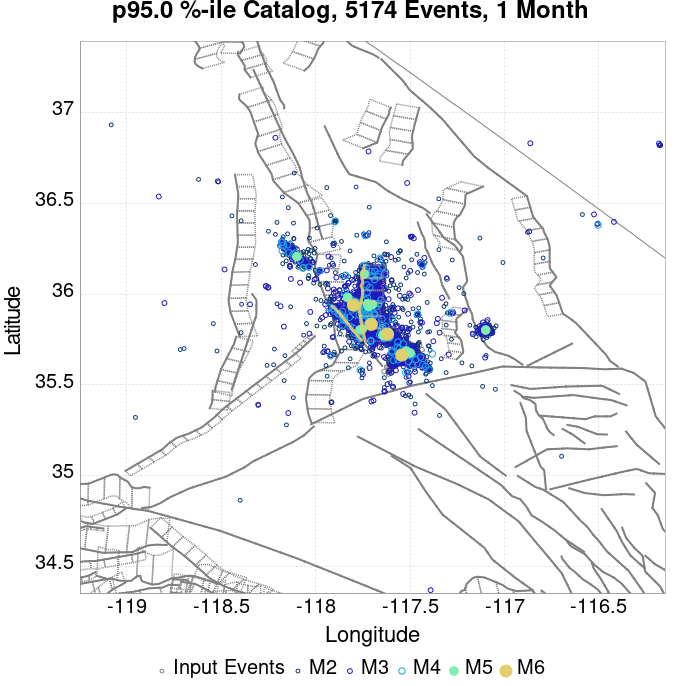 p95.0 %-ile Catalog, 5174 Events, 1 Month
37
36.5
36
35.5
35
34.5
Latitude
-119
-118.5
-118
-117.5
-117
-116.5
Longitude
Input Events
M2
M3
M4
M5
M6